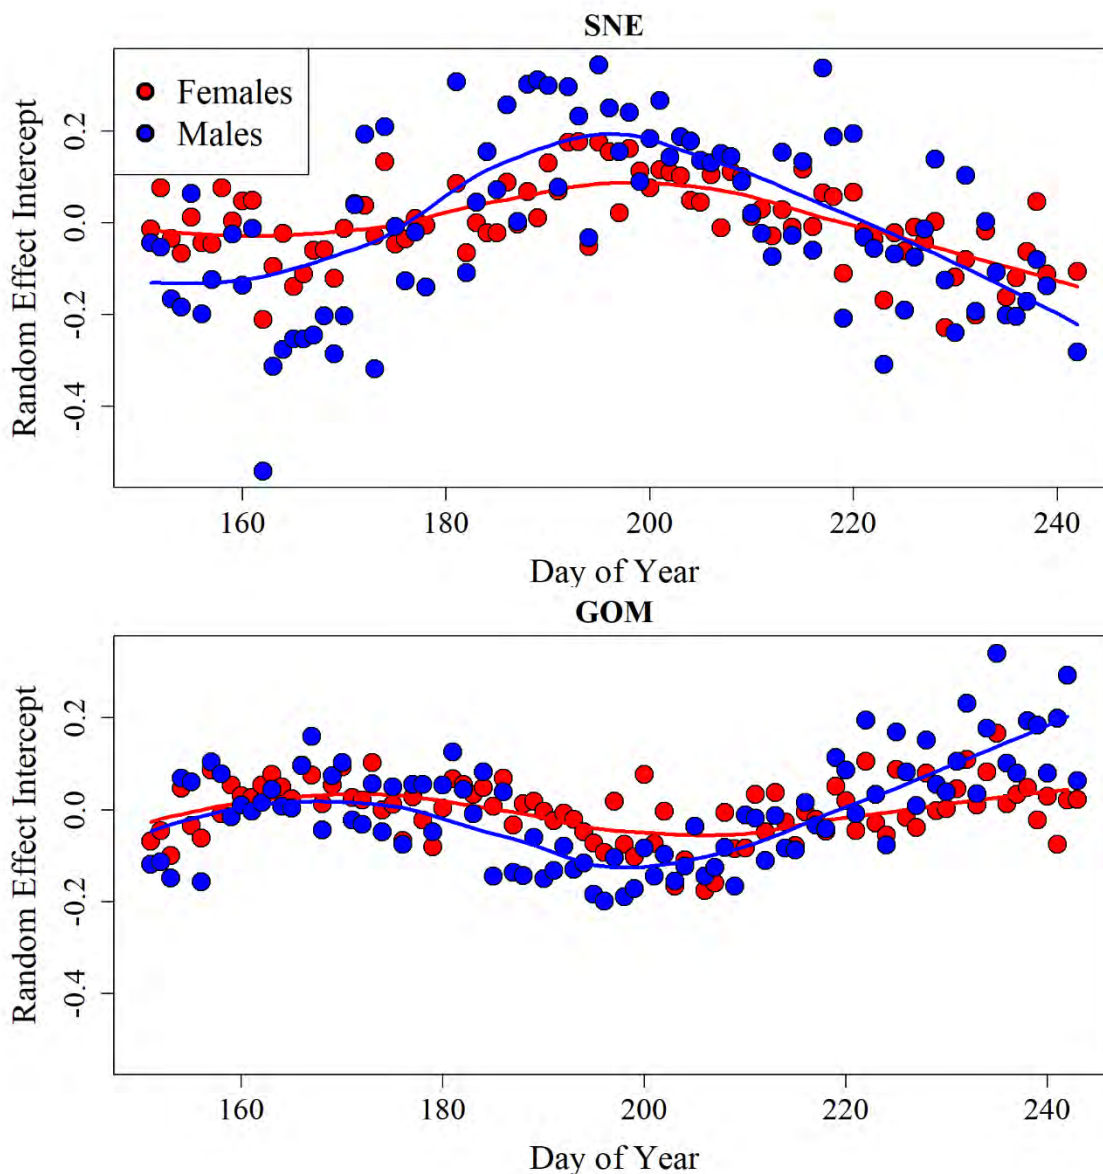 SNE
Females
Males
Random Effect Intercept
0.2
0.0
-0.2
-0.4
160 180 200 220 240
Day of Year
GOM
Random Effect Intercept
0.2
0.0
-0.2
-0.4
160 180 200 220 240
Day of Year